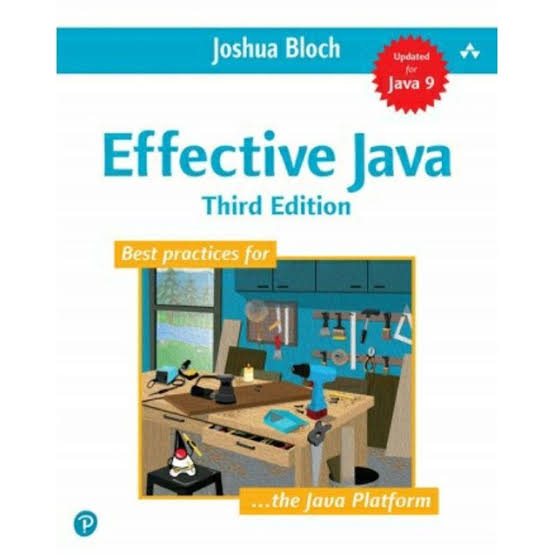 Joshua Bloch
Updated
for
Java 9
Effective Java
Third Edition
Best practices for
...the Java Platform
P